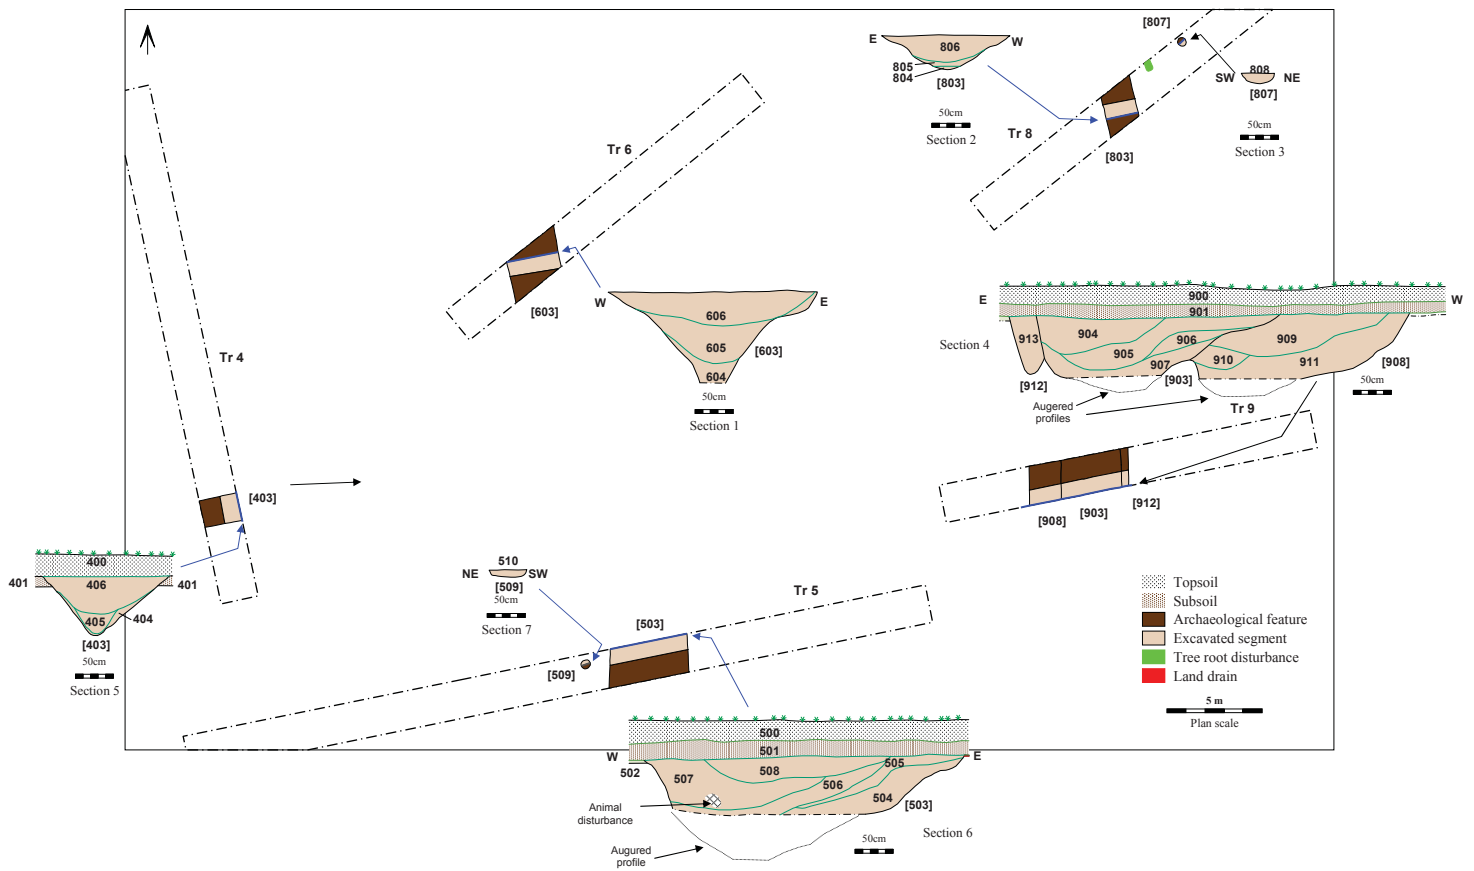 [807]
E
806
W
805
804
[803]
50cm
Section 2
808
SW
NE
[807]
50cm
Section 3
Tr 8
[803]
Tr 6
[603]
W
E
606
605
[603]
604
50cm
Section 1
E
900
W
901
Section 4
913
904
906
909
905
907
910
911
[912]
[903]
[908]
50cm
Augered
profiles
Tr 9
[908]
[903]
[912]
Tr 4
[403]
400
401
406
401
405
404
[403]
50cm
Section 5
510
NE
SW
[509]
50cm
Section 7
[509]
[503]
Tr 5
500
501
W
E
502
507
508
505
506
504
[503]
Animal
disturbance
Augured
profile
50cm
Section 6
Topsoil
Subsoil
Archaeological feature
Excavated segment
Tree root disturbance
Land drain
5 m
Plan scale